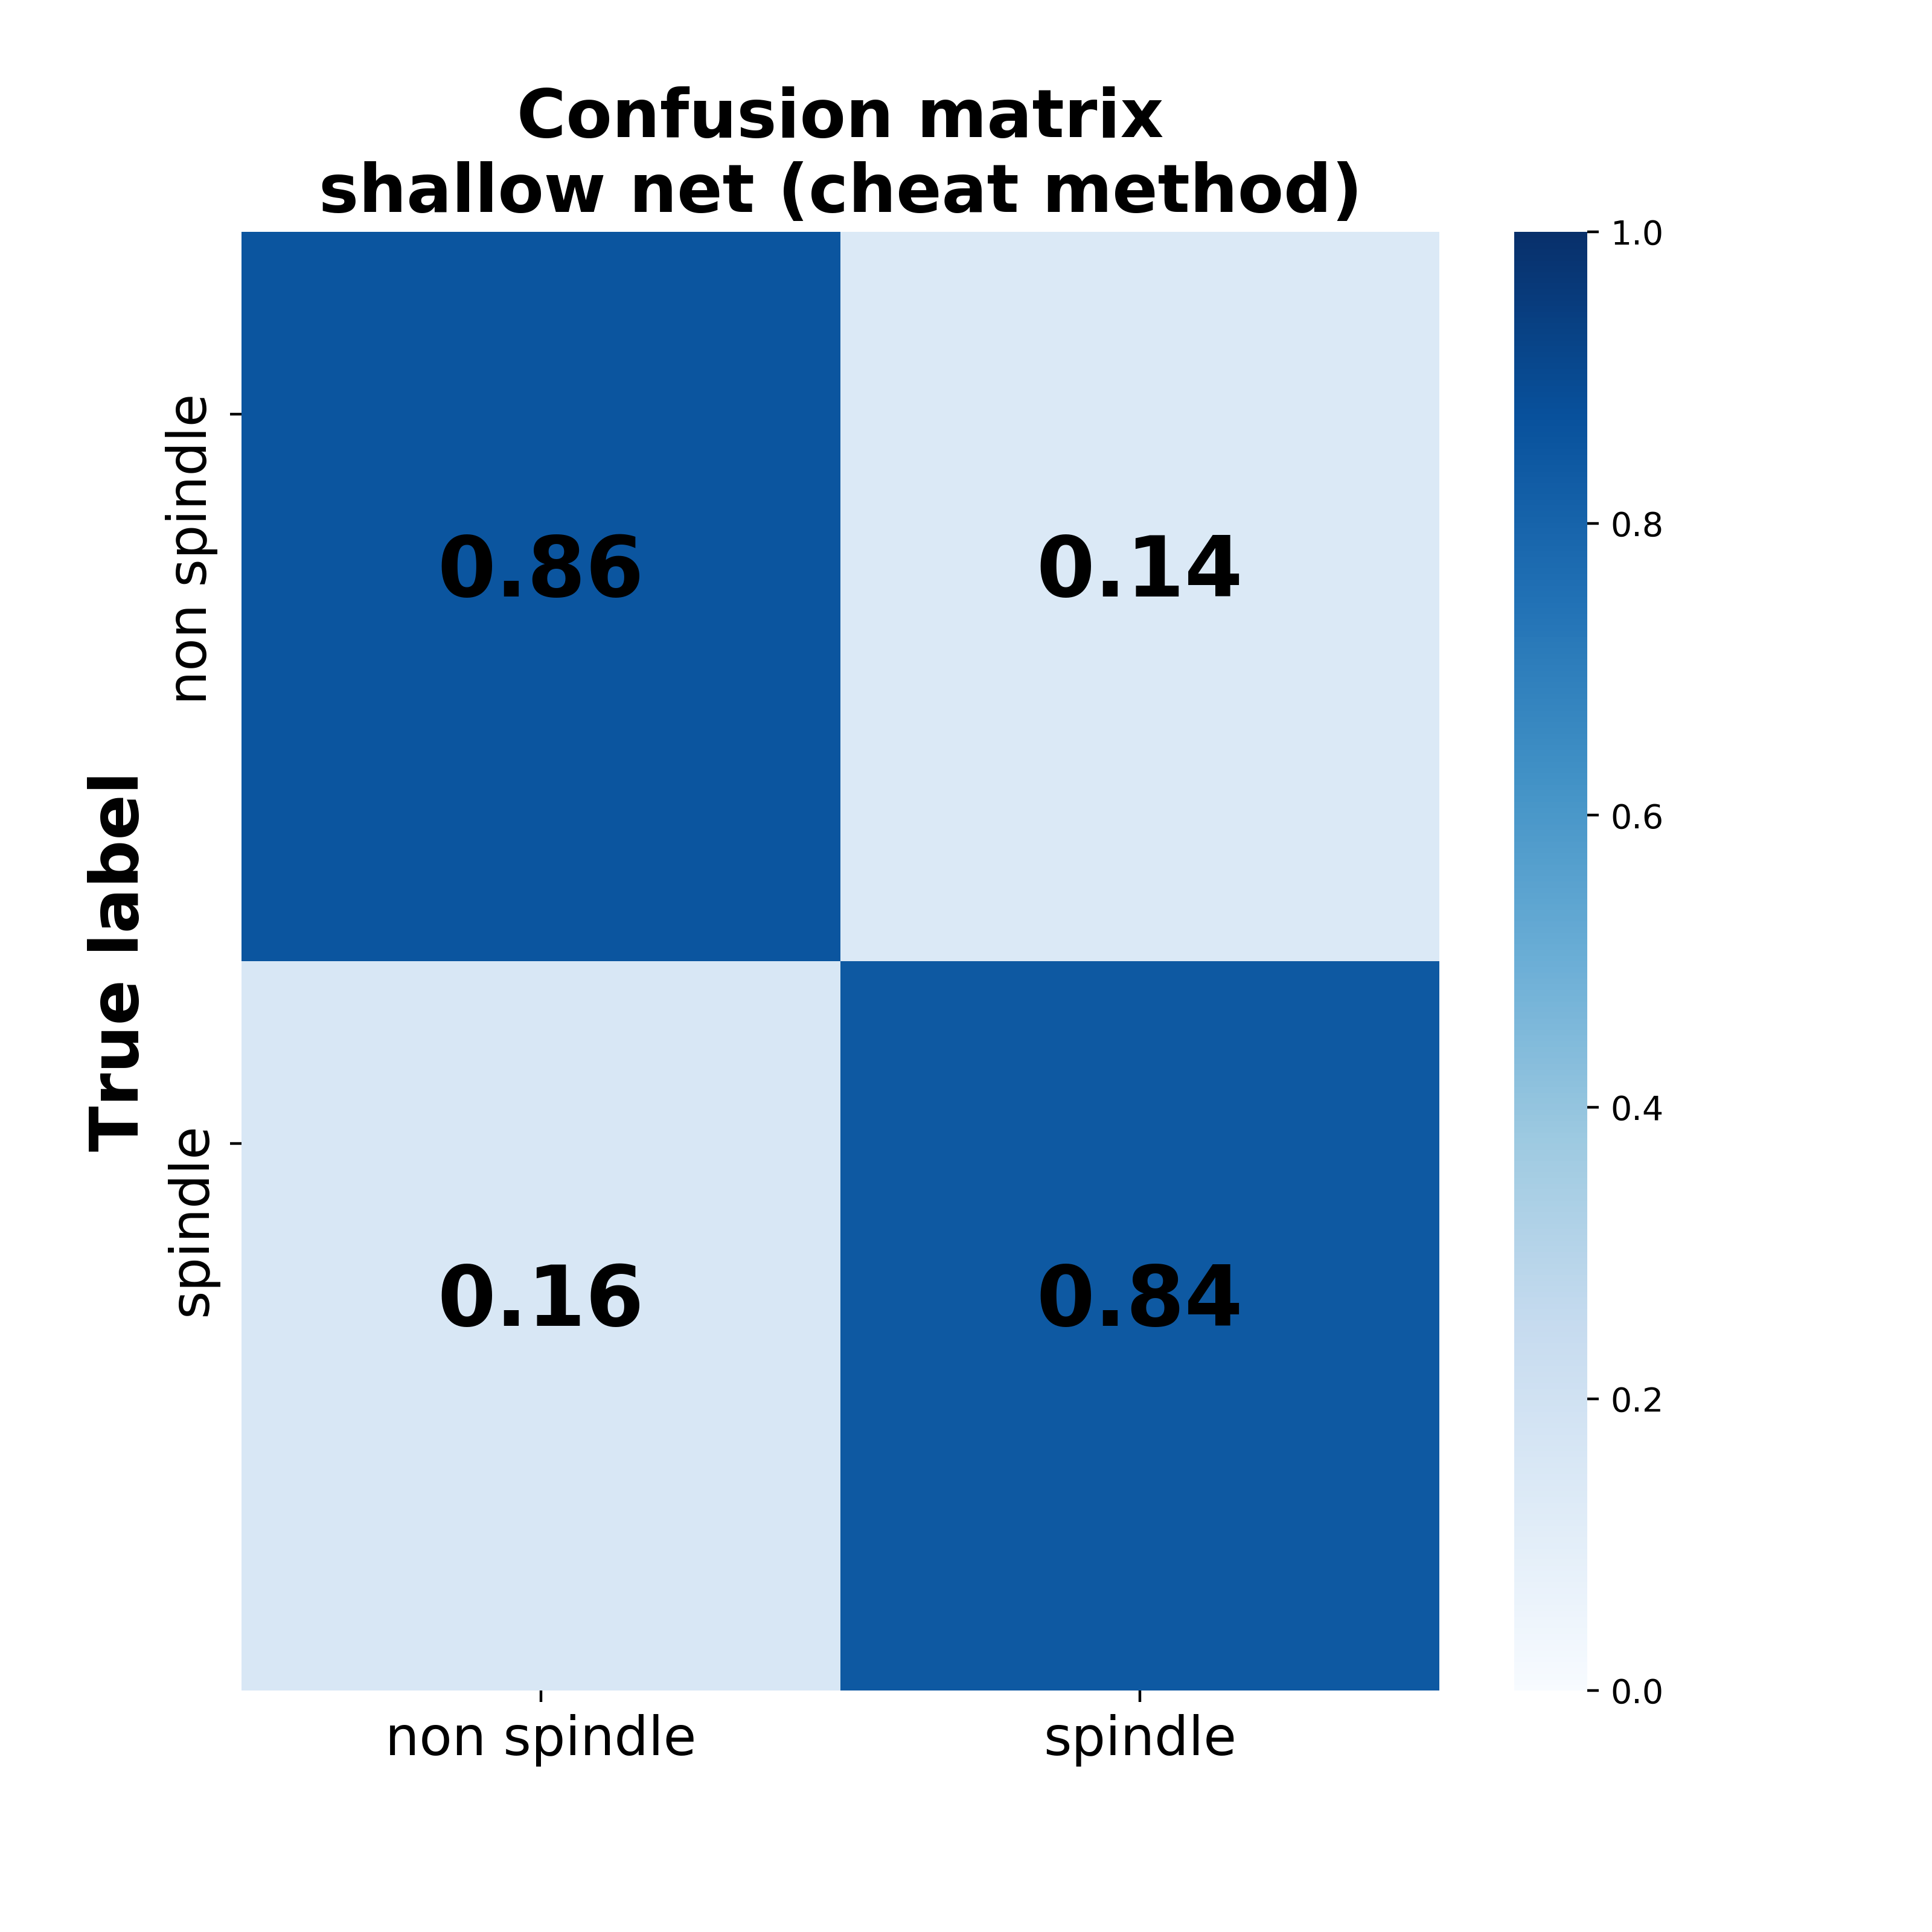 Confusion matrix
shallow net (cheat method)
True label
non spindle
spindle
0.86
0.14
0.16
0.84
non spindle
spindle
1.0
0.8
0.6
0.4
0.2
0.0